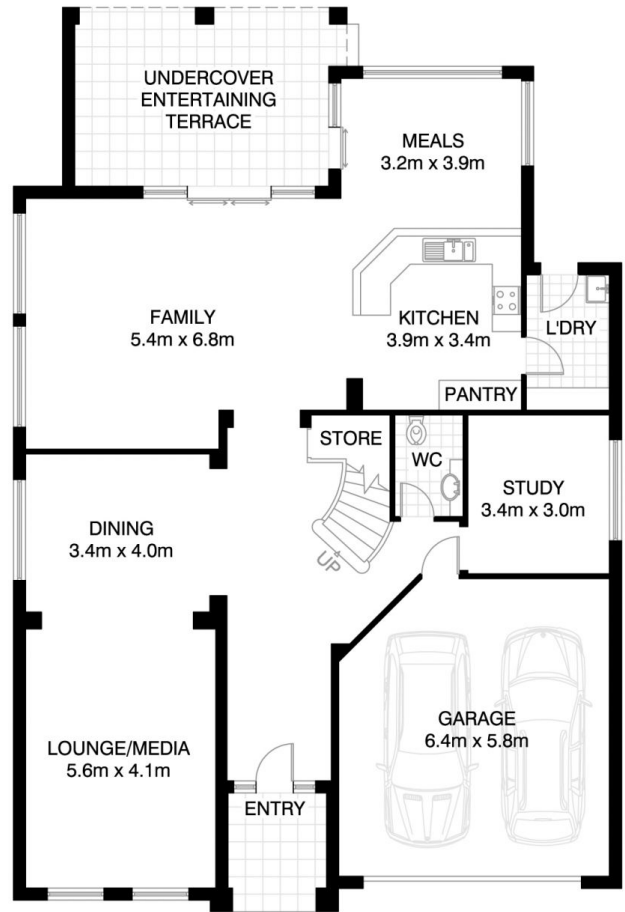 UNDERCOVER
ENTERTAINING
TERRACE
MEALS
3.2m x 3.9m
FAMILY
5.4m x 6.8m
KITCHEN
3.9m x 3.4m
L'DRY
PANTRY
STORE
WC
STUDY
3.4m x 3.0m
DINING
3.4m x 4.0m
UP
LOUNGE/MEDIA
5.6m x 4.1m
GARAGE
6.4m x 5.8m
ENTRY